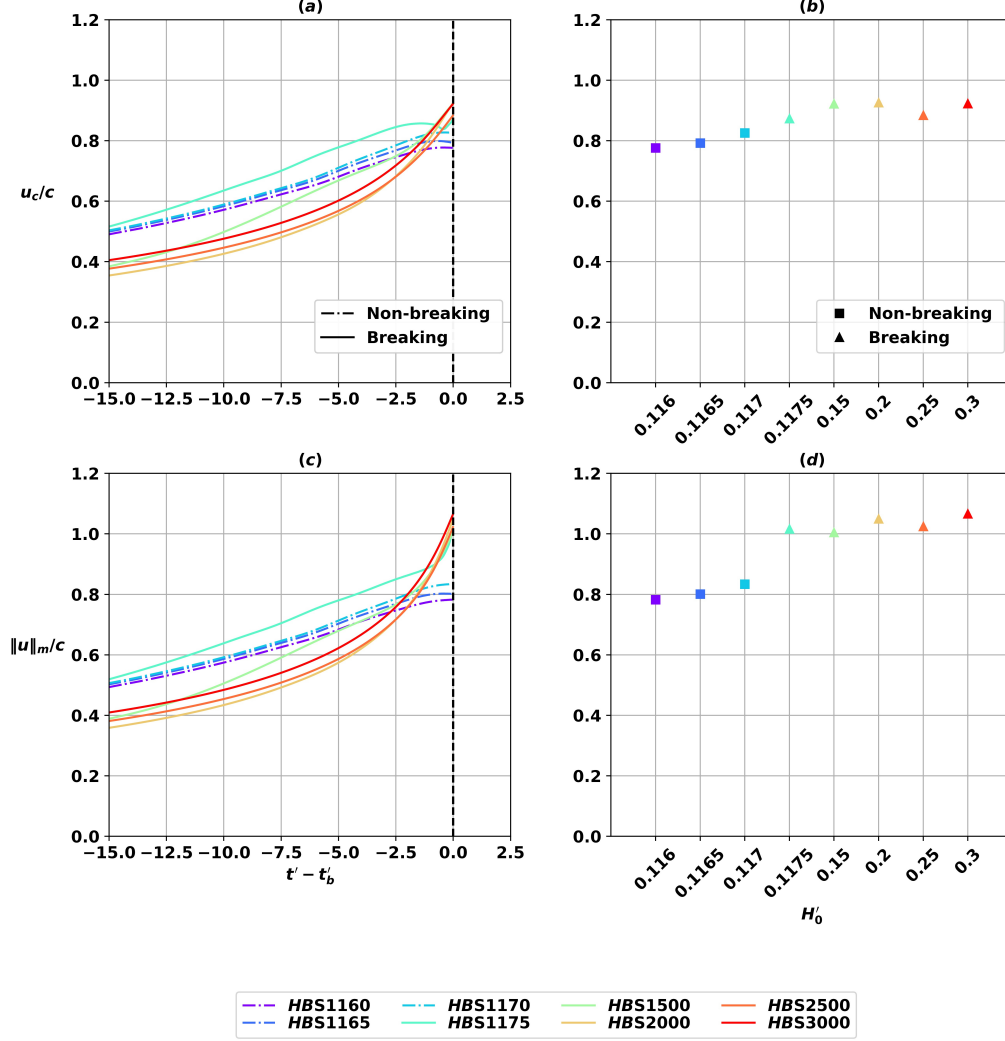 (a)
(b)
1.2
1.0
0.8
0.6
0.4
0.2
0.0
u_c/c
Non-breaking
Breaking
−15.0 −12.5 −10.0 −7.5 −5.0 −2.5 0.0 2.5
1.2
1.0
0.8
0.6
0.4
0.2
0.0
Non-breaking
Breaking
0.116 0.1165 0.117 0.1175 0.15 0.2 0.25 0.3
(c)
(d)
1.2
1.0
0.8
0.6
0.4
0.2
0.0
‖u‖_m/c
−15.0 −12.5 −10.0 −7.5 −5.0 −2.5 0.0 2.5
t′ − t′_b
1.2
1.0
0.8
0.6
0.4
0.2
0.0
0.116 0.1165 0.117 0.1175 0.15 0.2 0.25 0.3
H′_0
HBS1160 HBS1170 HBS1500 HBS2500
HBS1165 HBS1175 HBS2000 HBS3000